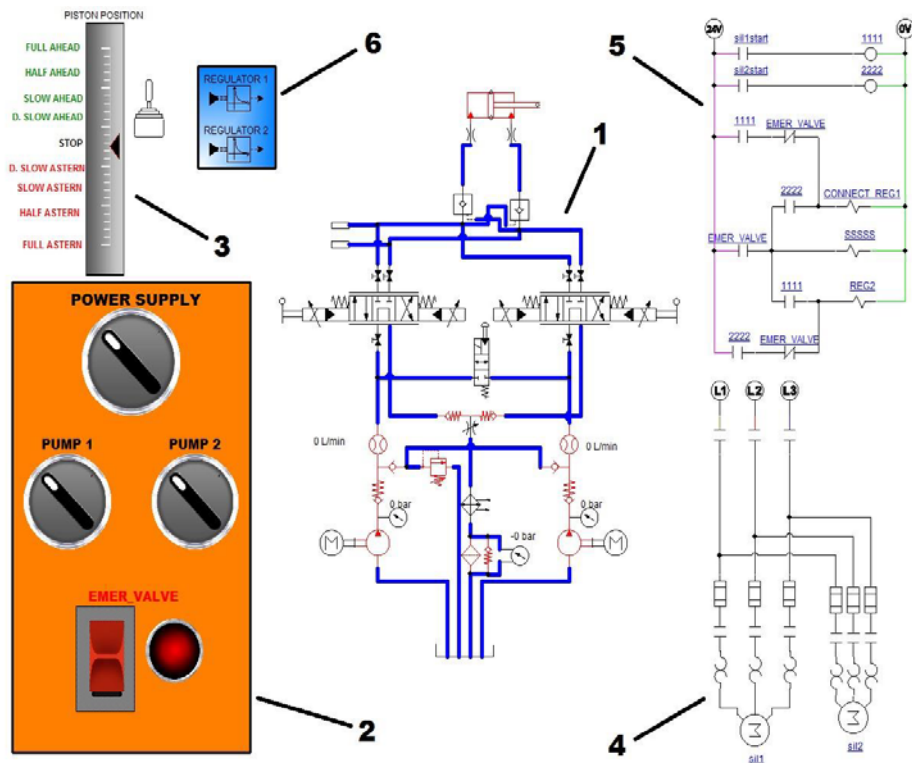 PISTON POSITION
FULL AHEAD
HALF AHEAD
SLOW AHEAD
D. SLOW AHEAD
STOP
D. SLOW ASTERN
SLOW ASTERN
HALF ASTERN
FULL ASTERN
3
6
REGULATOR 1
REGULATOR 2
1
0 L/min
0 L/min
0 bar
0 bar
-0 bar
M
M
5
24V
0V
sil1start
1111
sil2start
2222
1111
EMER_VALVE
2222
CONNECT_REG1
EMER_VALVE
SSSSS
1111
REG2
2222
EMER_VALVE
POWER SUPPLY
PUMP 1
PUMP 2
EMER_VALVE
2
L1
L2
L3
4
M
sil1
M
sil2